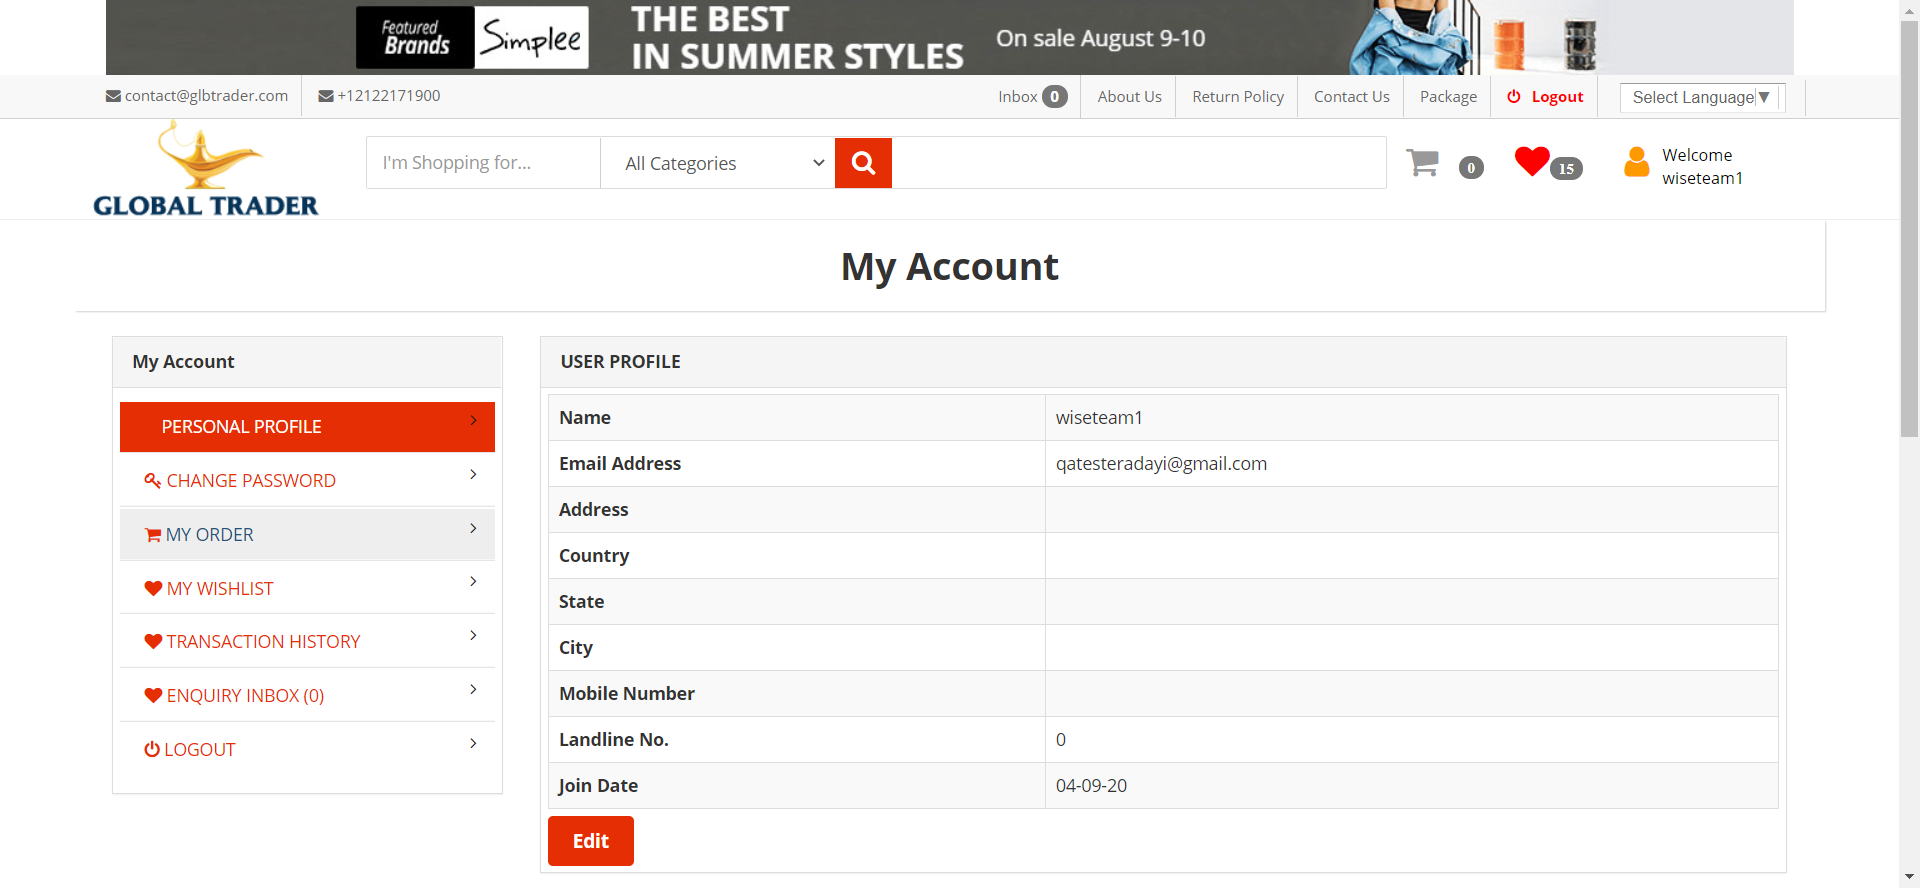 Featured
Brands
Simplee
THE BEST
IN SUMMER STYLES
On sale August 9-10
contact@glbtrader.com
+12122171900
Inbox 0
About Us
Return Policy
Contact Us
Package
Logout
Select Language▼
GLOBAL TRADER
I'm Shopping for...
All Categories
0
15
Welcome
wiseteam1
My Account
My Account
PERSONAL PROFILE
CHANGE PASSWORD
MY ORDER
MY WISHLIST
TRANSACTION HISTORY
ENQUIRY INBOX (0)
LOGOUT
USER PROFILE
Name wiseteam1
Email Address qatesteradayi@gmail.com
Address
Country
State
City
Mobile Number
Landline No. 0
Join Date 04-09-20
Edit